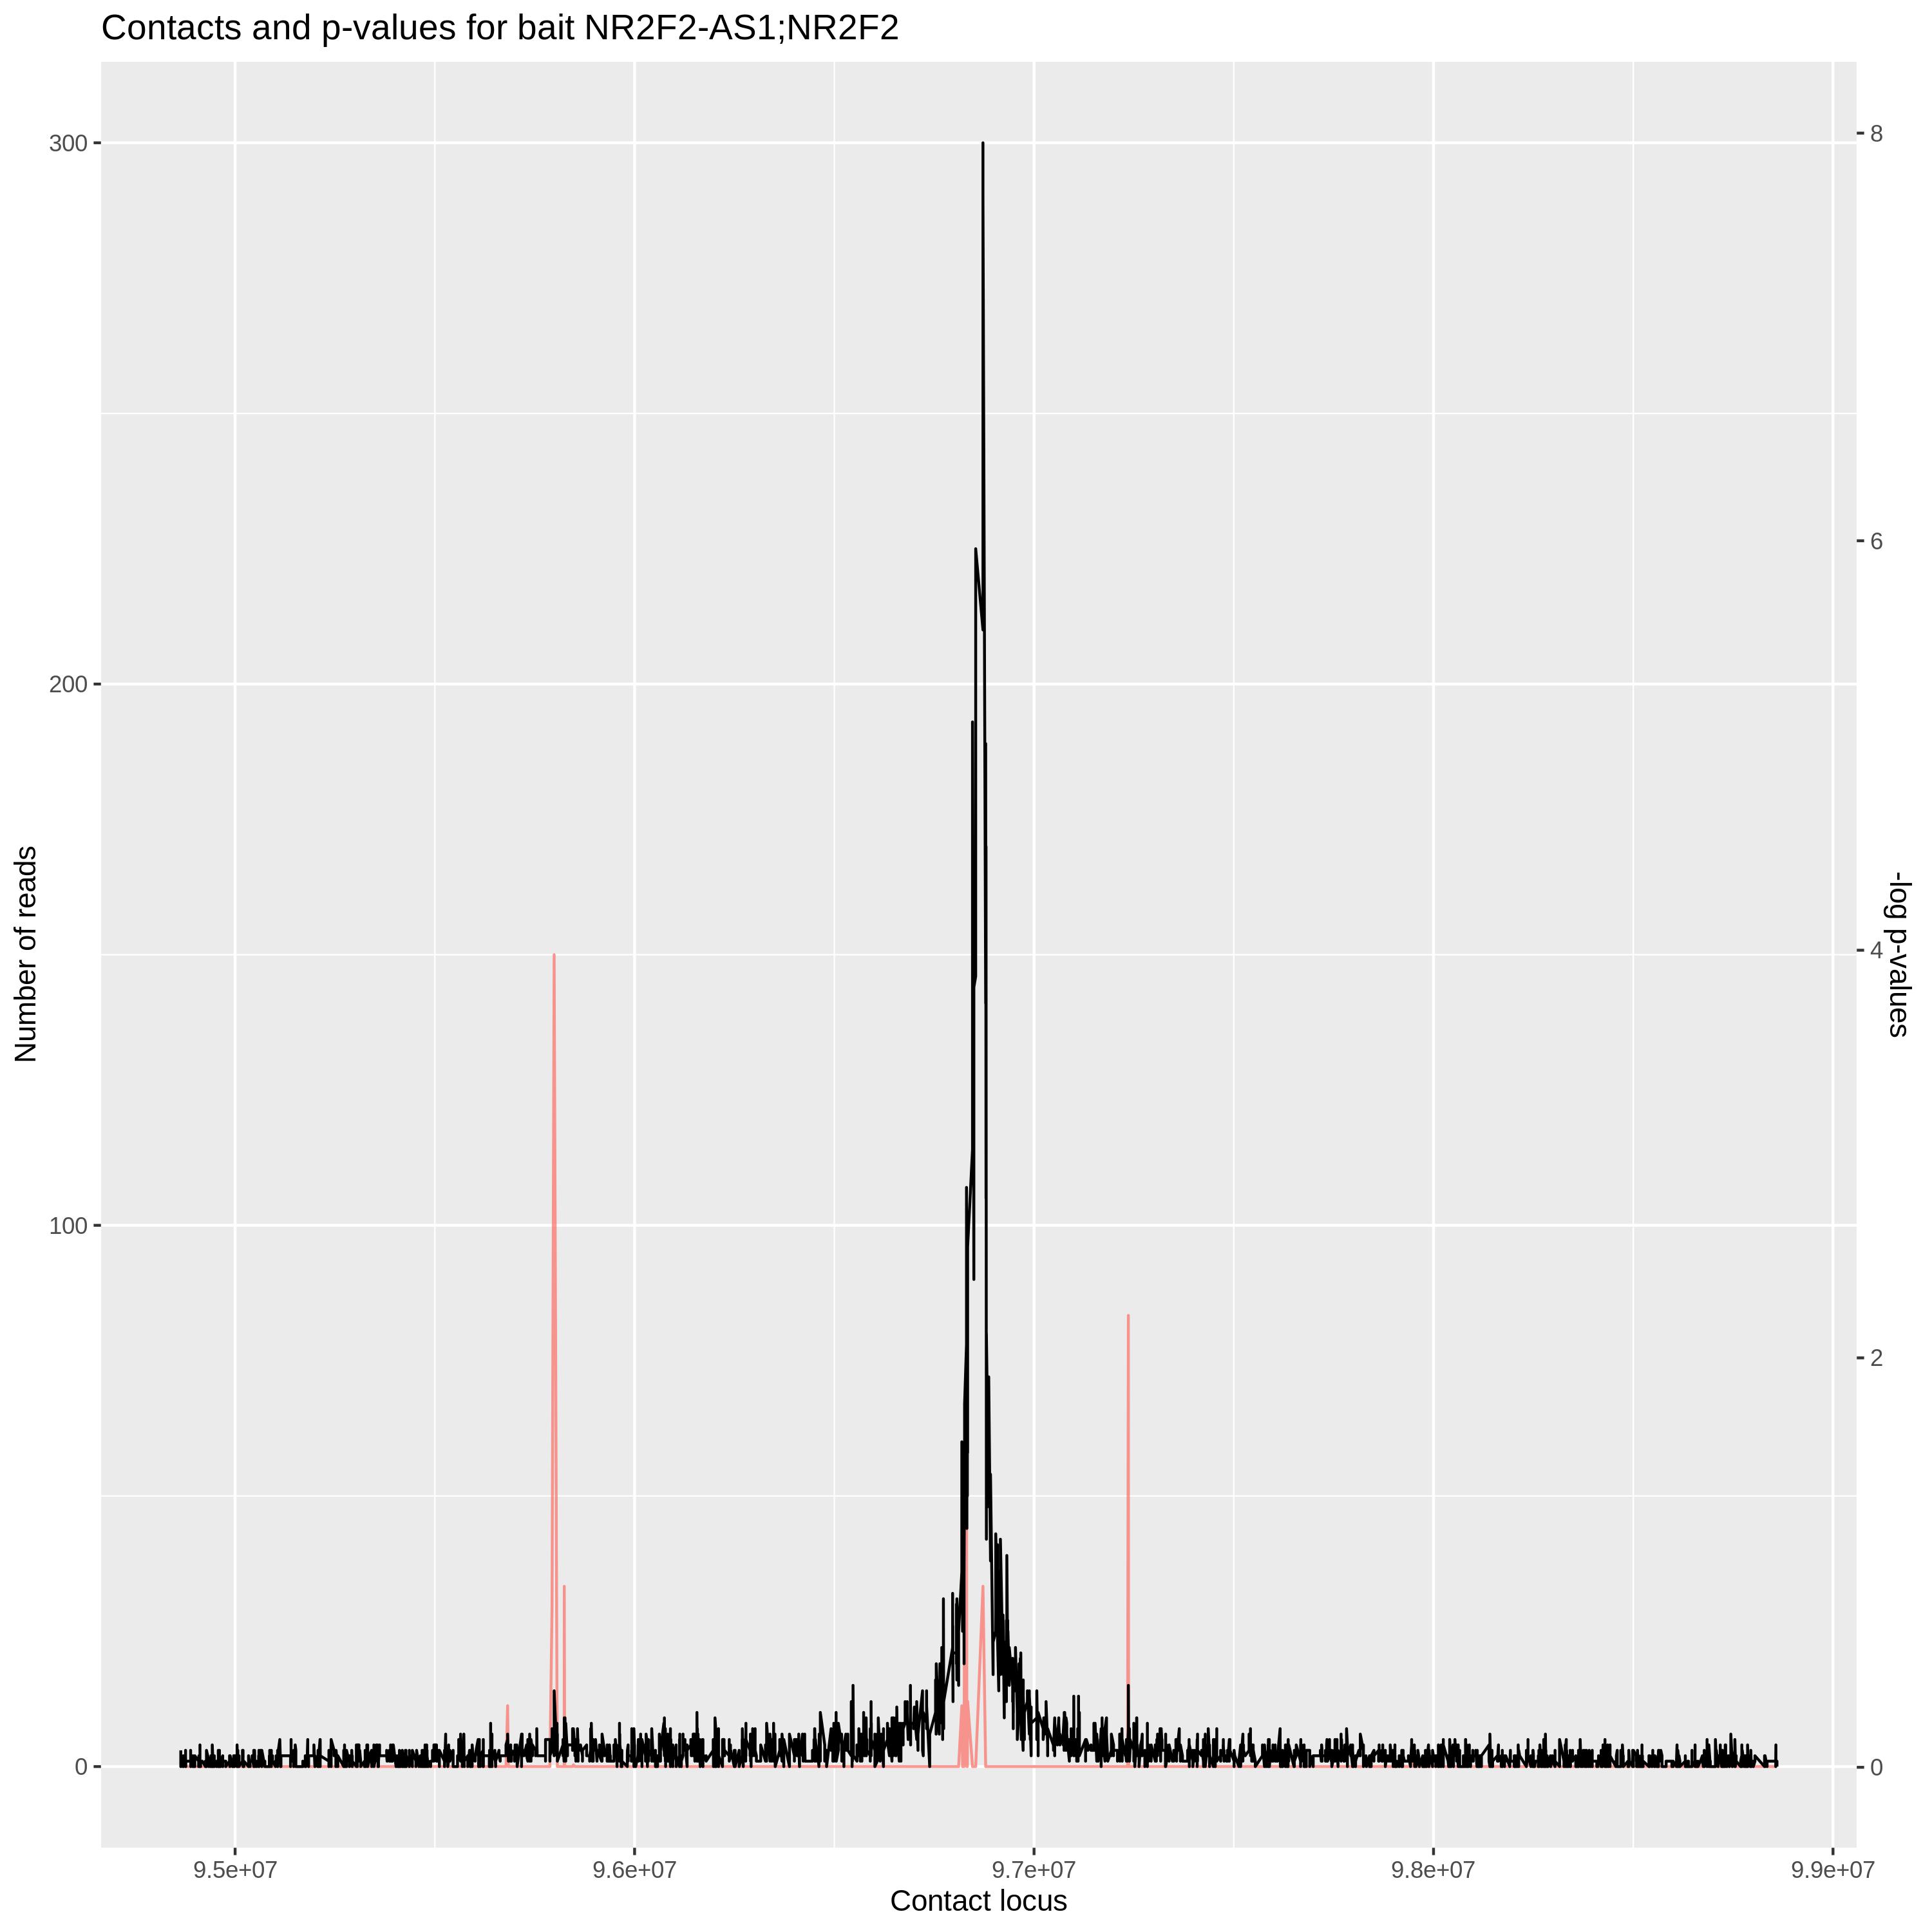 Contacts and p-values for bait NR2F2-AS1;NR2F2
300
200
100
0
Number of reads
8
6
4
2
0
-log p-values
9.5e+07
9.6e+07
9.7e+07
9.8e+07
9.9e+07
Contact locus